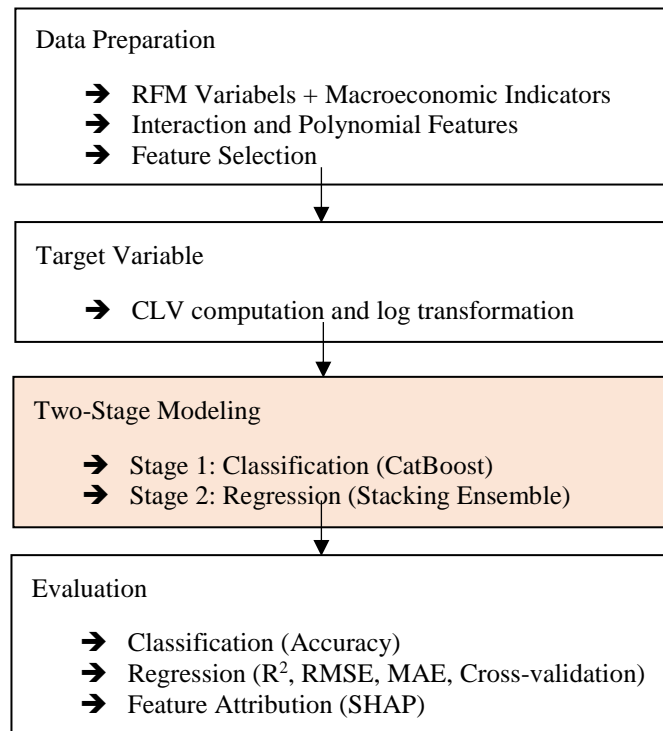 Data Preparation
➔ RFM Variabels + Macroeconomic Indicators
➔ Interaction and Polynomial Features
➔ Feature Selection
Target Variable
➔ CLV computation and log transformation
Two-Stage Modeling
➔ Stage 1: Classification (CatBoost)
➔ Stage 2: Regression (Stacking Ensemble)
Evaluation
➔ Classification (Accuracy)
➔ Regression (R², RMSE, MAE, Cross-validation)
➔ Feature Attribution (SHAP)